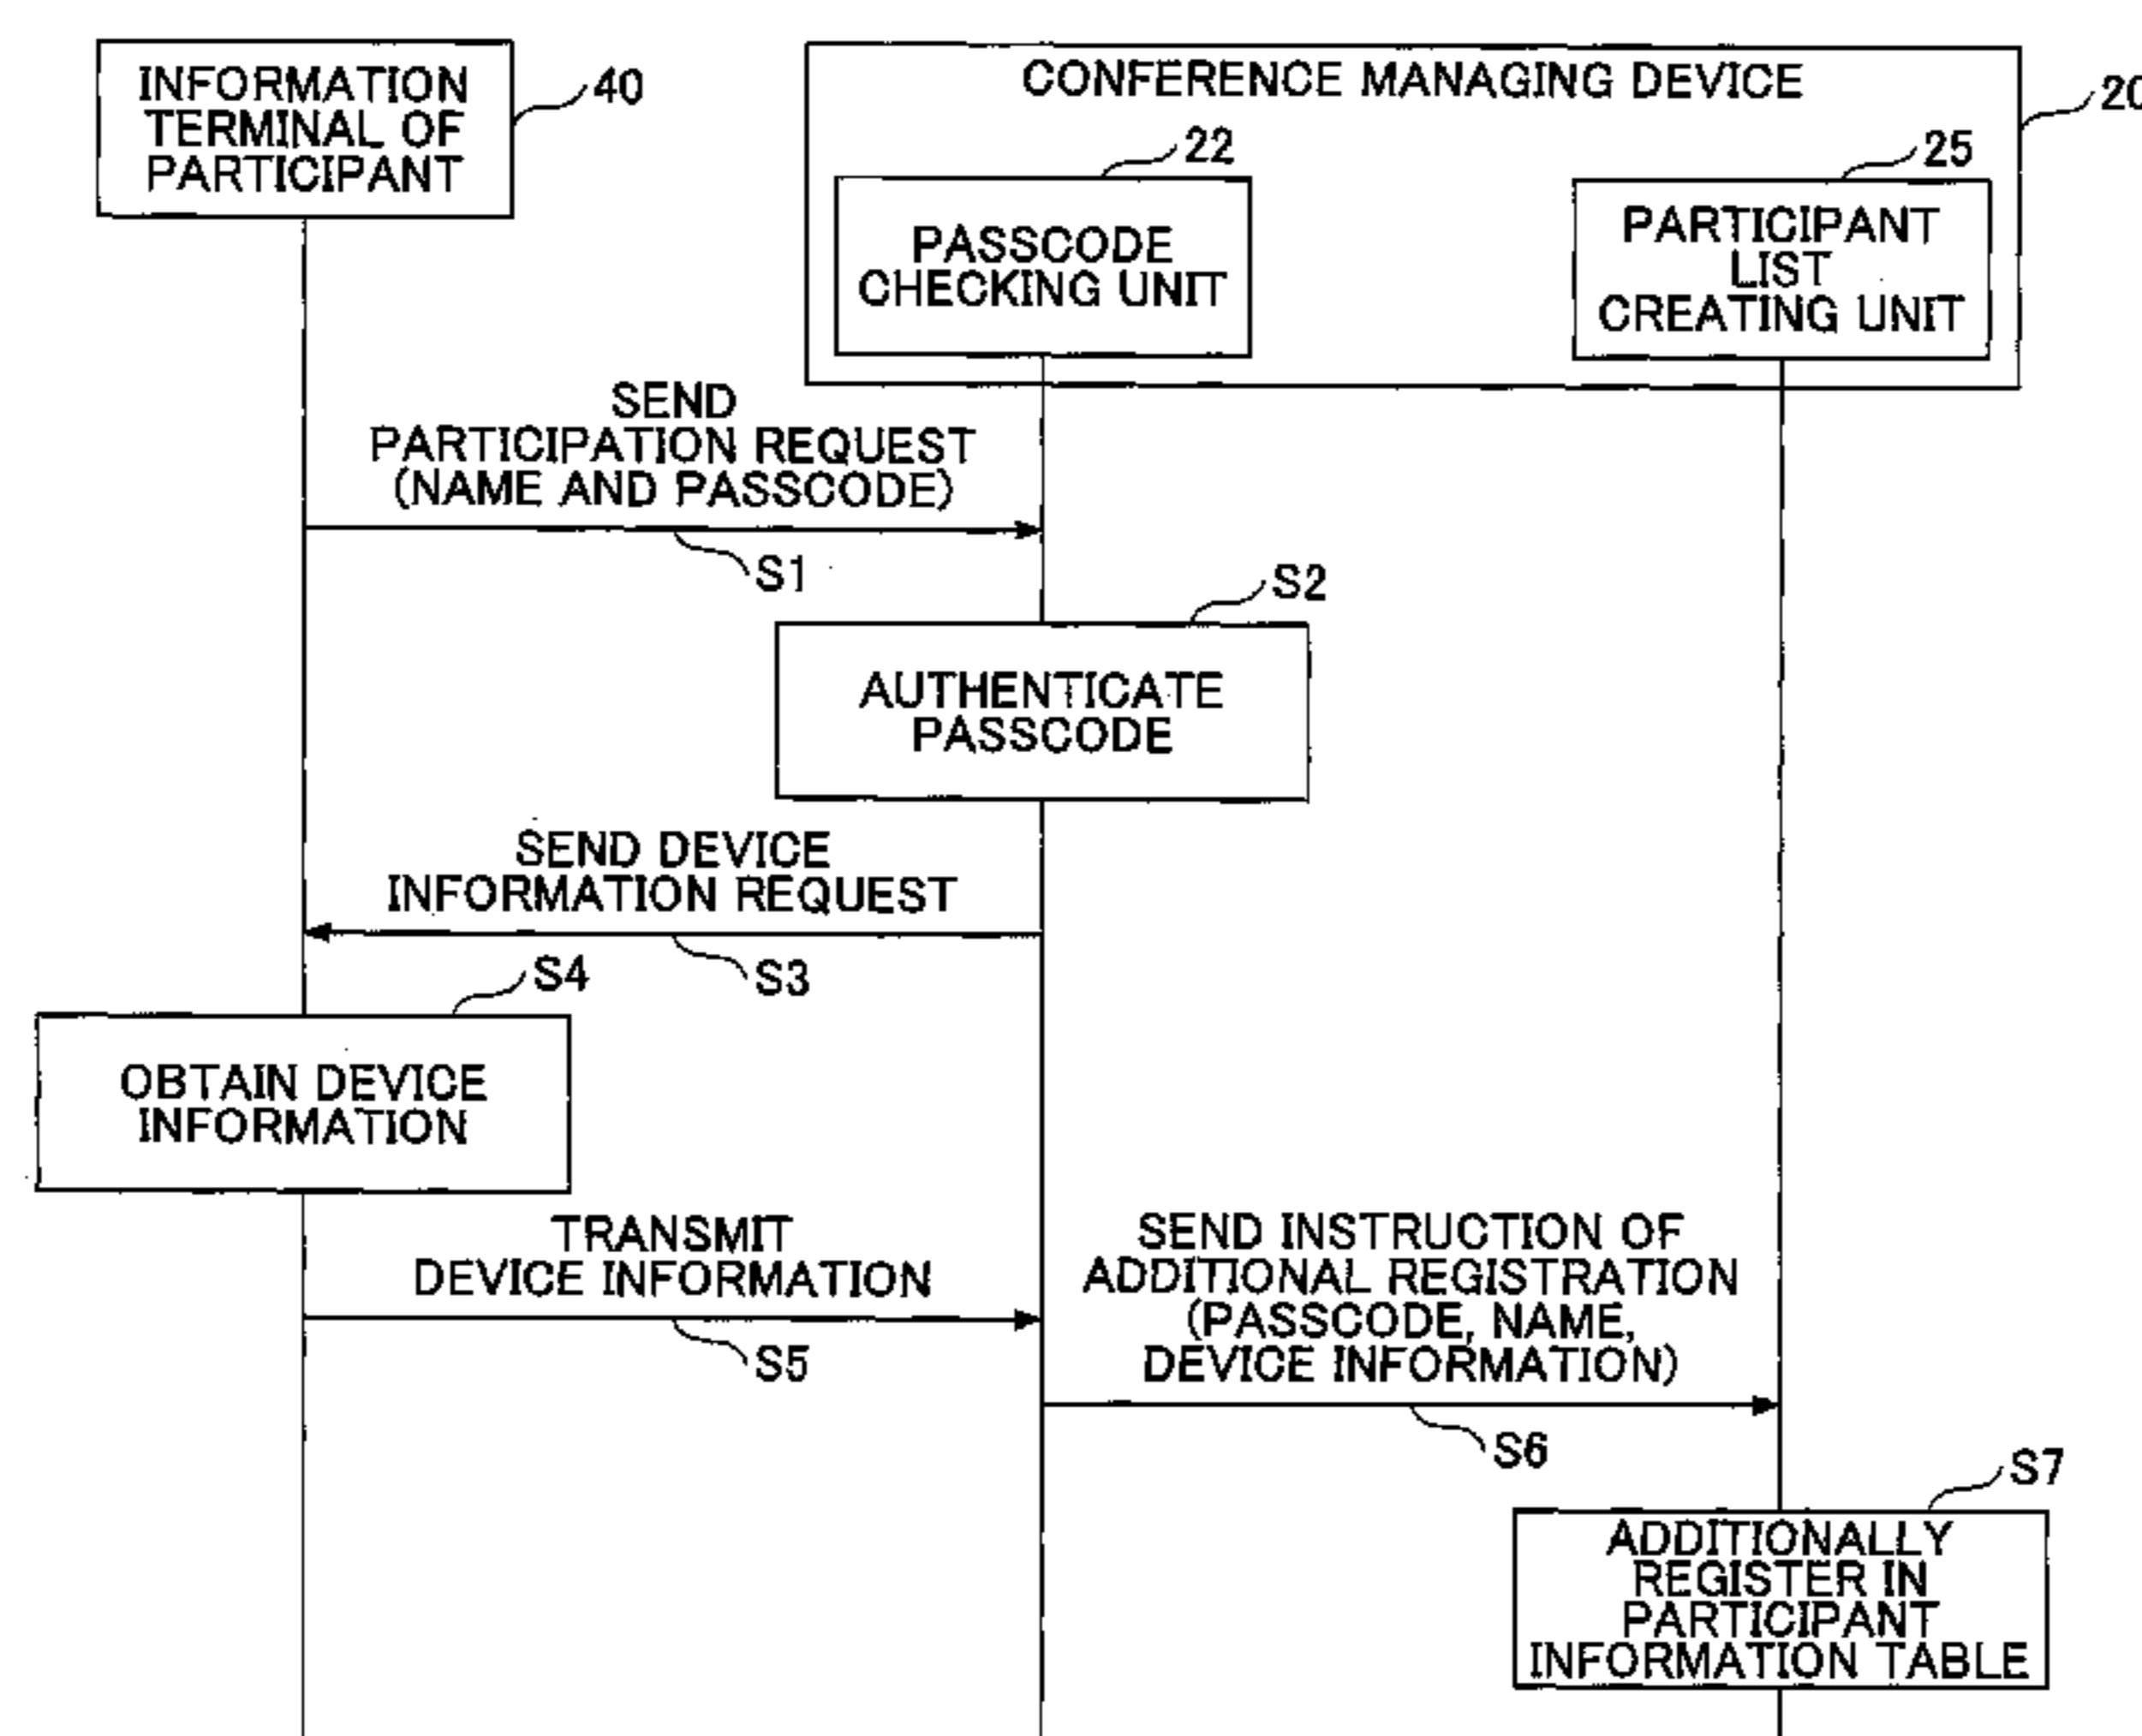 INFORMATION
TERMINAL OF
PARTICIPANT
40
CONFERENCE MANAGING DEVICE
20
22
25
PASSCODE
CHECKING UNIT
PARTICIPANT
LIST
CREATING UNIT
SEND
PARTICIPATION REQUEST
(NAME AND PASSCODE)
S1
S2
AUTHENTICATE
PASSCODE
SEND DEVICE
INFORMATION REQUEST
S3
S4
OBTAIN DEVICE
INFORMATION
TRANSMIT
DEVICE INFORMATION
S5
SEND INSTRUCTION OF
ADDITIONAL REGISTRATION
(PASSCODE, NAME,
DEVICE INFORMATION)
S6
S7
ADDITIONALLY
REGISTER IN
PARTICIPANT
INFORMATION TABLE